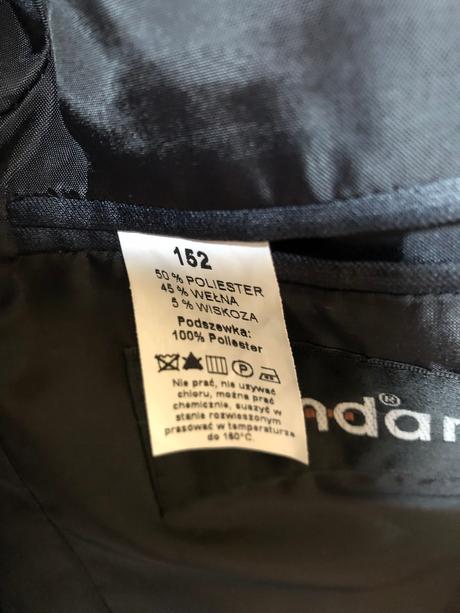 152
50 % POLIESTER
45 % WEŁNA
5 % WISKOZA
Podszewka:
100% Poliester
P
Nie prać, nie używać
chloru, można prać
chemicznie, suszyć w
stanie rozwieszonym
prasować w temperaturze
do 150°C.
ndar®